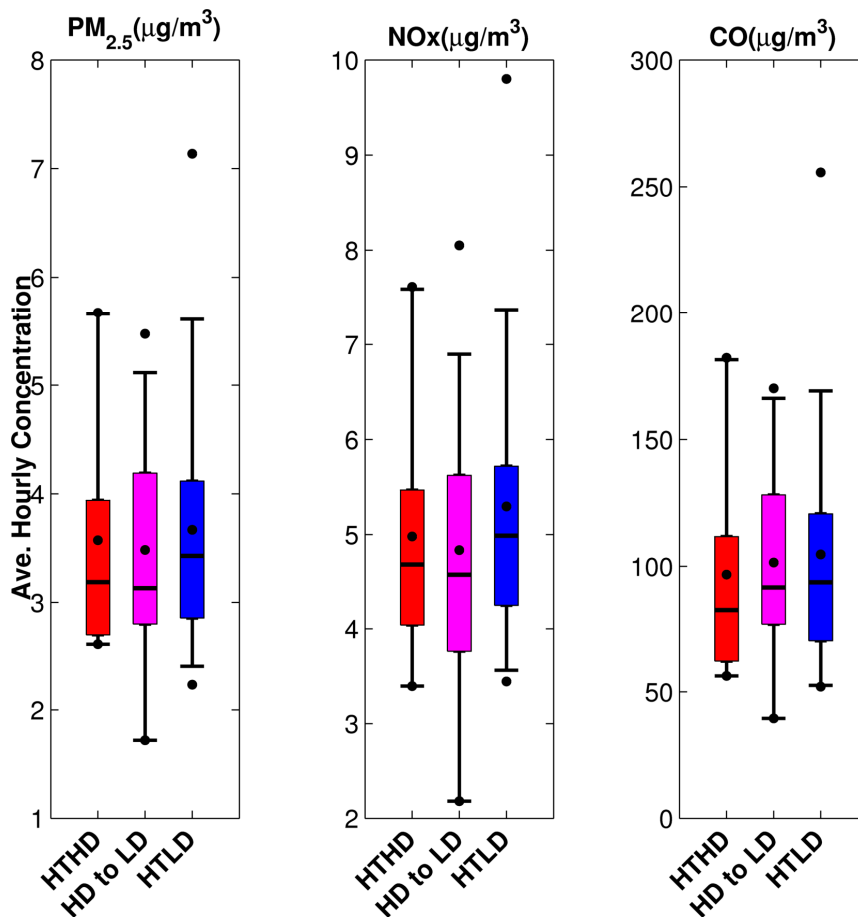 PM2.5(μg/m3)
NOx(μg/m3)
CO(μg/m3)
Ave. Hourly Concentration
8
7
6
5
4
3
2
1
HTHD
HD to LD
HTLD
10
9
8
7
6
5
4
3
2
HTHD
HD to LD
HTLD
300
250
200
150
100
50
0
HTHD
HD to LD
HTLD